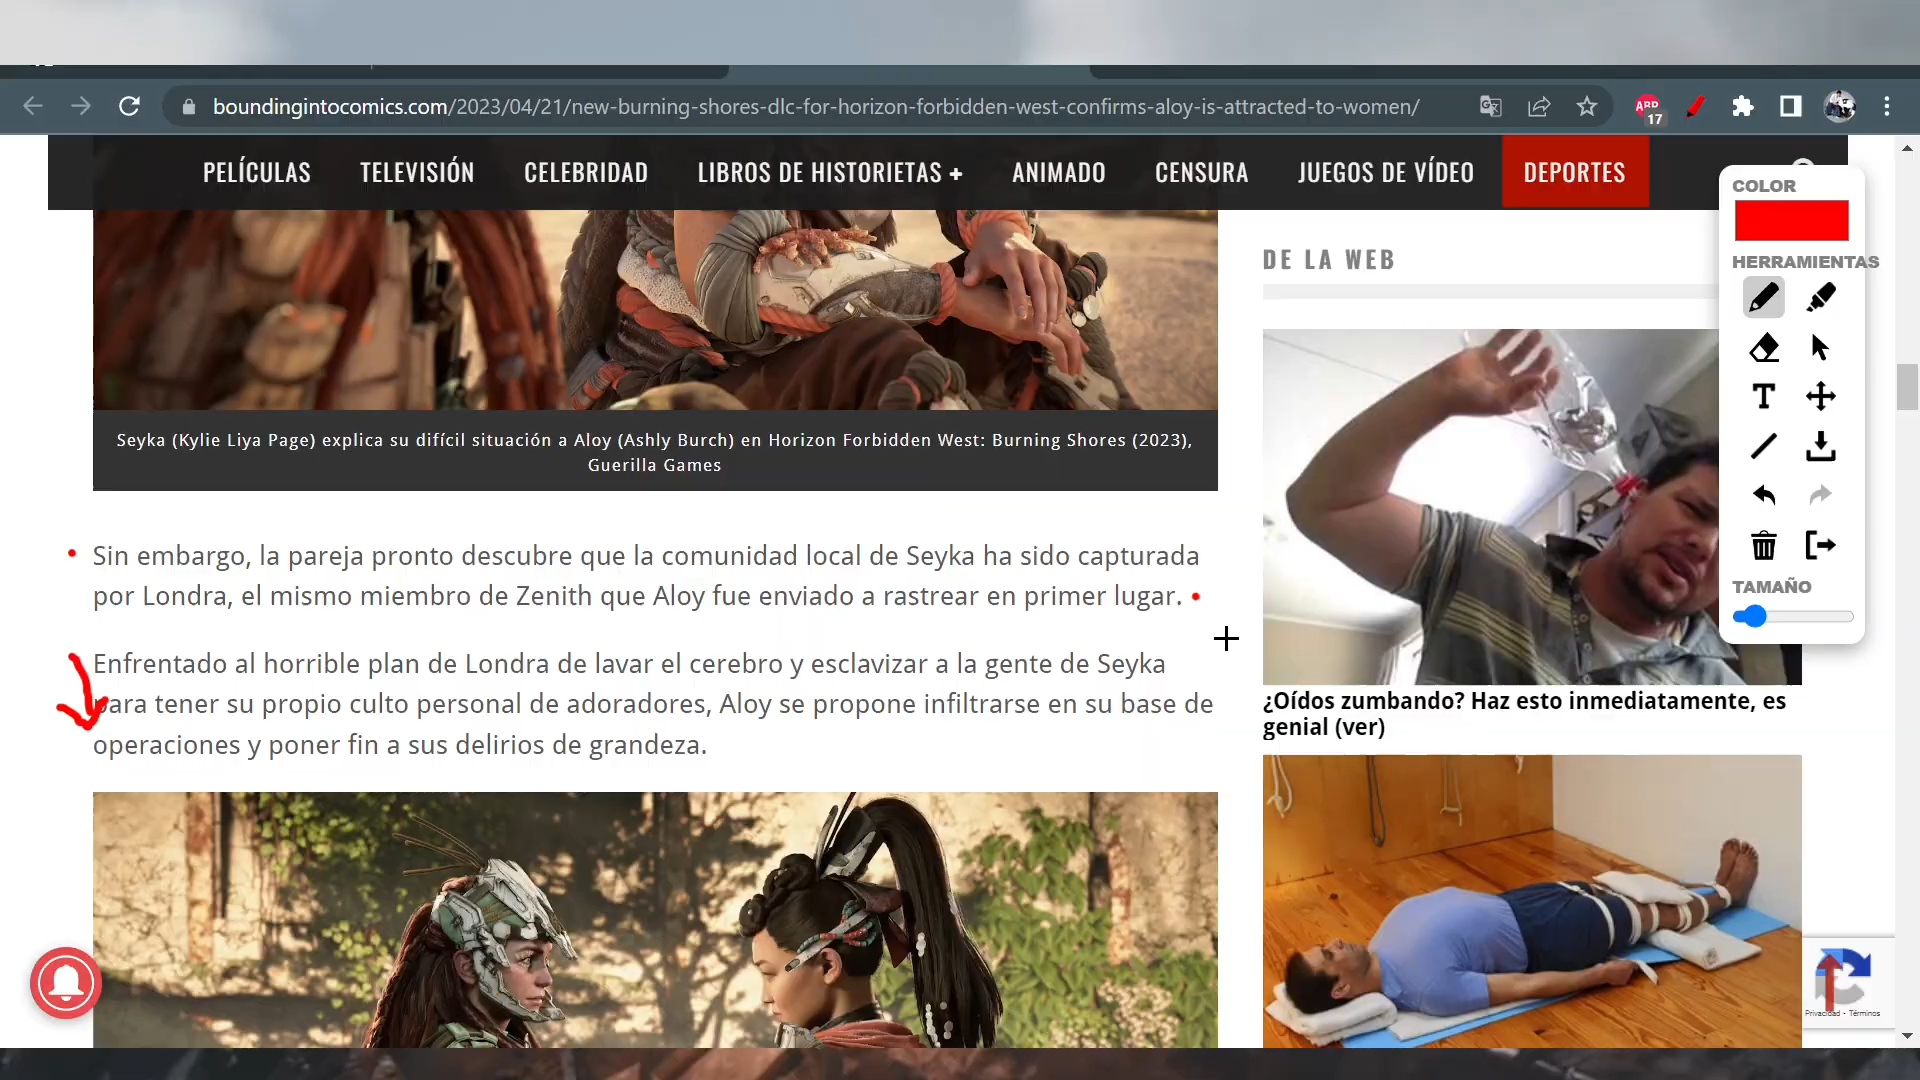 boundingintocomics.com/2023/04/21/new-burning-shores-dlc-for-horizon-forbidden-west-confirms-aloy-is-attracted-to-women/
ABP
17
PELÍCULAS TELEVISIÓN CELEBRIDAD LIBROS DE HISTORIETAS + ANIMADO CENSURA JUEGOS DE VÍDEO DEPORTES
Seyka (Kylie Liya Page) explica su difícil situación a Aloy (Ashly Burch) en Horizon Forbidden West: Burning Shores (2023),
Guerilla Games
Sin embargo, la pareja pronto descubre que la comunidad local de Seyka ha sido capturada
por Londra, el mismo miembro de Zenith que Aloy fue enviado a rastrear en primer lugar.
Enfrentado al horrible plan de Londra de lavar el cerebro y esclavizar a la gente de Seyka
para tener su propio culto personal de adoradores, Aloy se propone infiltrarse en su base de
operaciones y poner fin a sus delirios de grandeza.
DE LA WEB
¿Oídos zumbando? Haz esto inmediatamente, es
genial (ver)
COLOR
HERRAMIENTAS
T
TAMAÑO
Privacidad - Términos